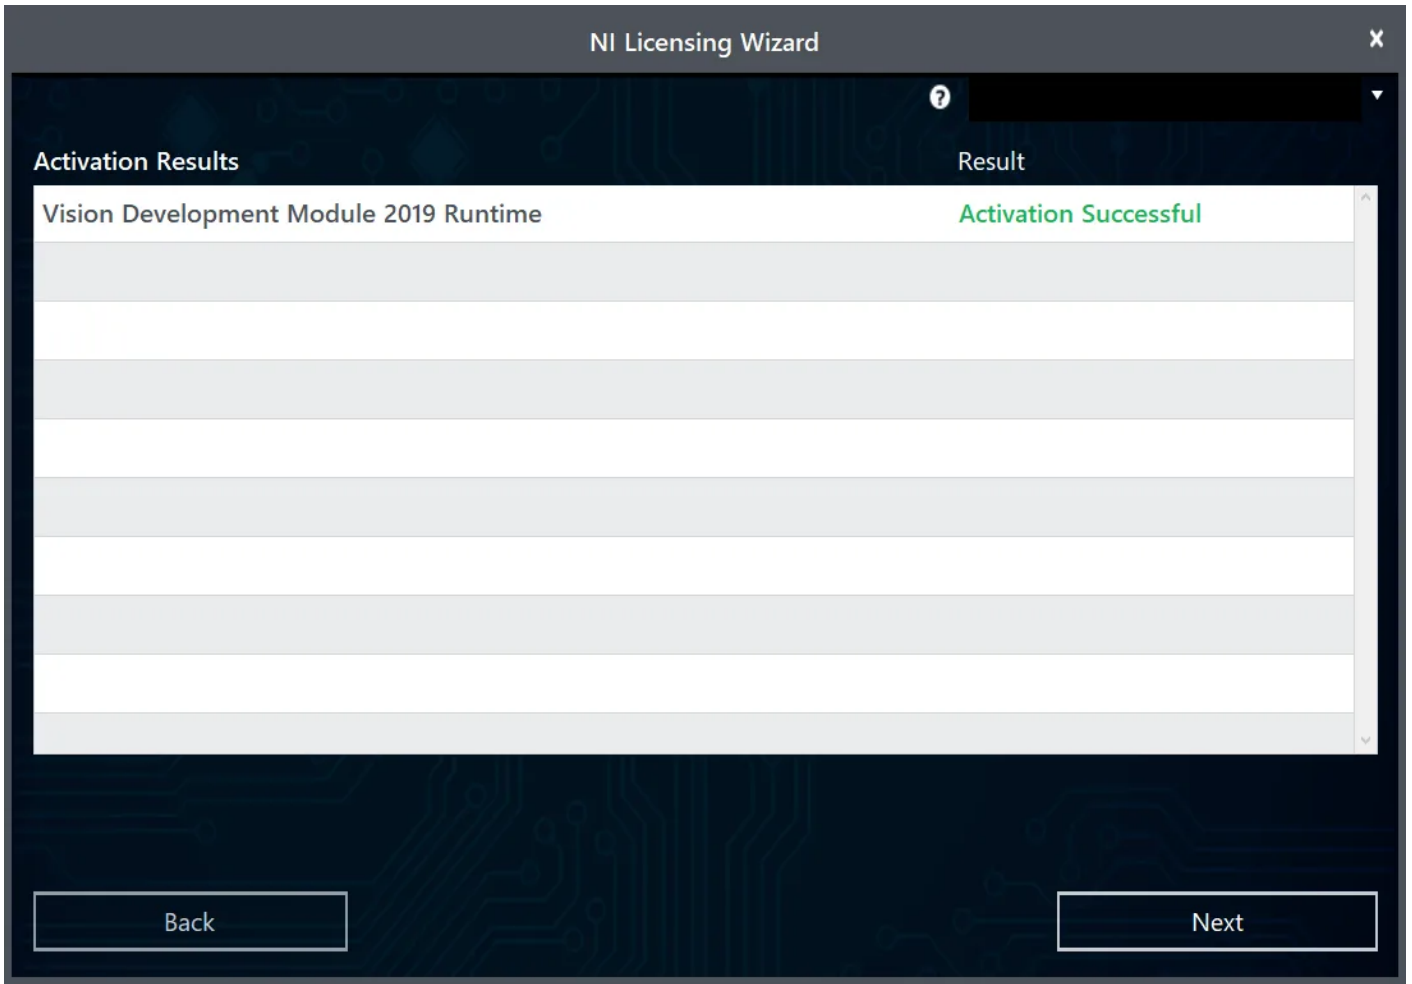 NI Licensing Wizard
Activation Results Result
Vision Development Module 2019 Runtime Activation Successful
Back Next